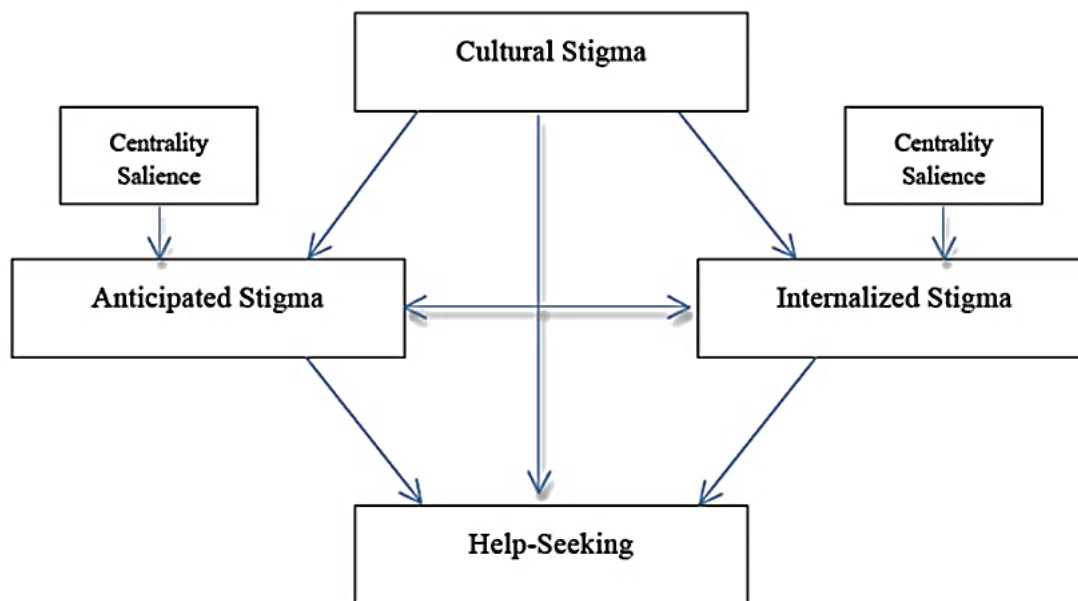 Cultural Stigma
Centrality
Salience
Centrality
Salience
Anticipated Stigma
Internalized Stigma
Help-Seeking